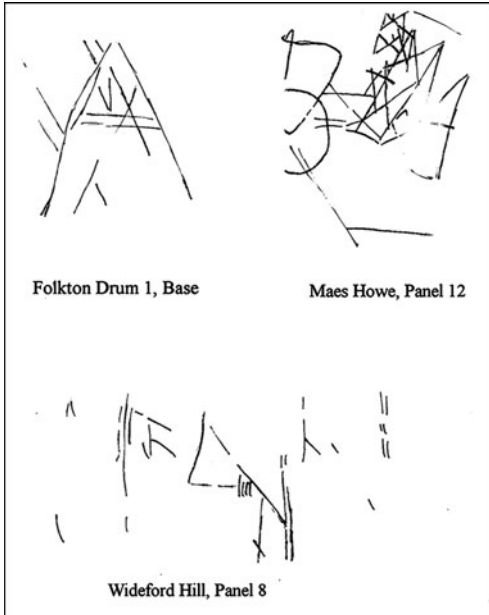 Folkton Drum 1, Base
Maes Howe, Panel 12
Wideford Hill, Panel 8